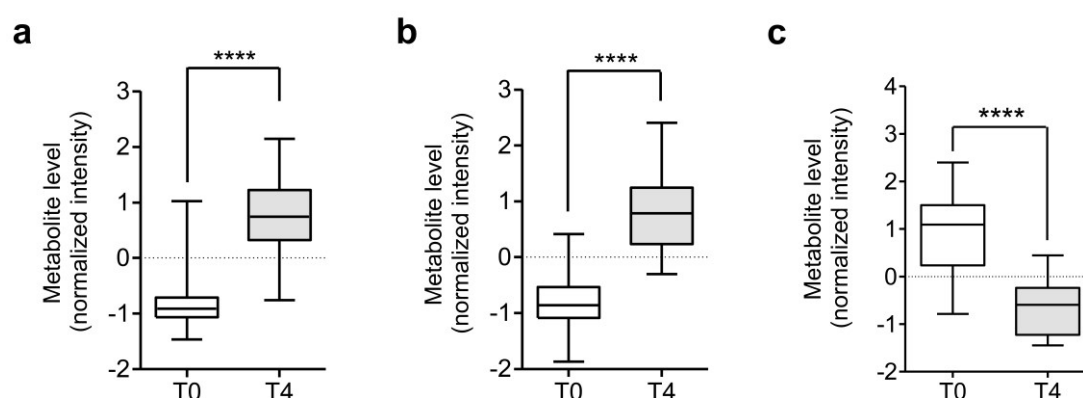 a
****
Metabolite level
(normalized intensity)
3
2
1
0
-1
-2
T0 T4
b
****
Metabolite level
(normalized intensity)
3
2
1
0
-1
-2
T0 T4
c
****
Metabolite level
(normalized intensity)
4
3
2
1
0
-1
-2
T0 T4